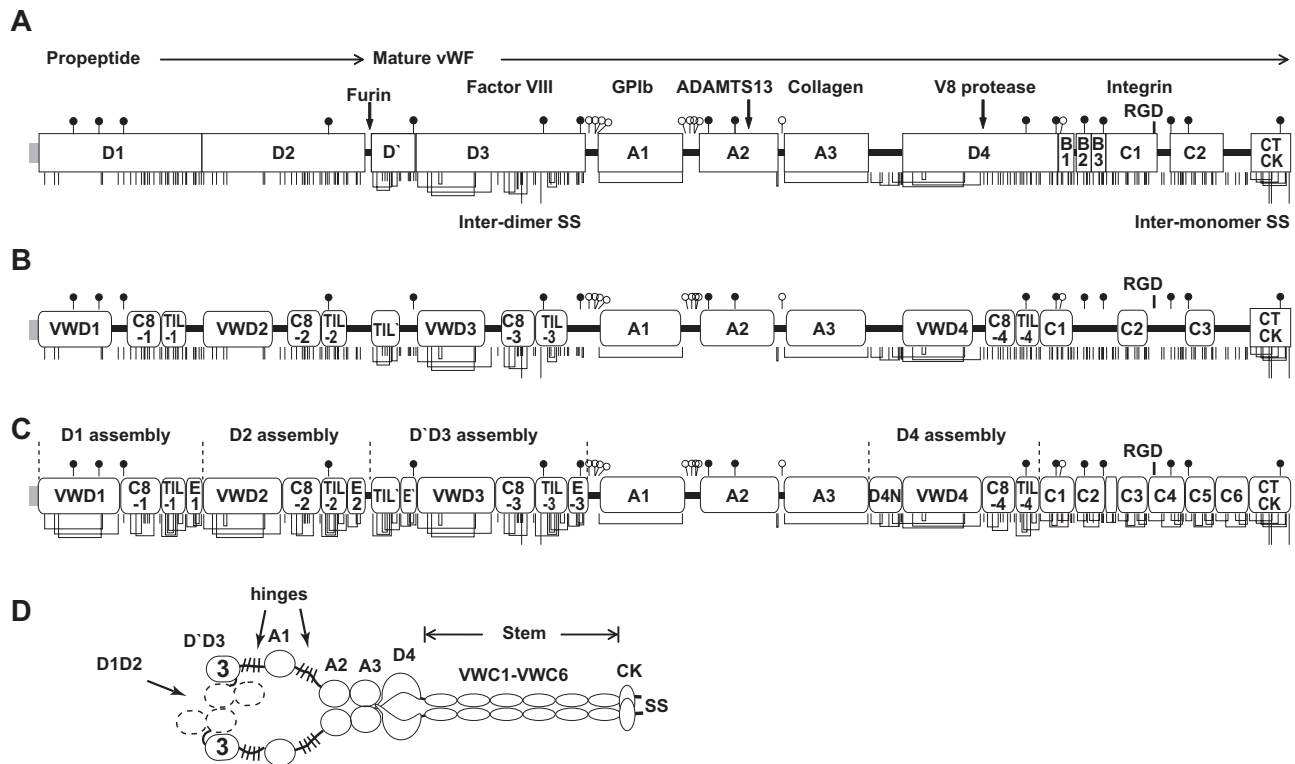 A
Propeptide Mature vWF
Furin Factor VIII GPIb ADAMTS13 Collagen V8 protease Integrin
RGD
D1 D2 D` D3 A1 A2 A3 D4 B1 B2 B3 C1 C2 CT CK
Inter-dimer SS Inter-monomer SS
B
RGD
VWD1 C8-1 TIL-1 VWD2 C8-2 TIL-2 TIL` VWD3 C8-3 TIL-3 A1 A2 A3 VWD4 C8-4 TIL-4 C1 C2 C3 CT CK
C
D1 assembly D2 assembly D`D3 assembly D4 assembly
RGD
VWD1 C8-1 TIL-1 E1 VWD2 C8-2 TIL-2 E2 TIL` E` VWD3 C8-3 TIL-3 E-3 A1 A2 A3 D4N VWD4 C8-4 TIL-4 C1 C2 C3 C4 C5 C6 CT CK
D
hinges
D`D3 A1 Stem
D1D2 A2 A3 D4 VWC1-VWC6 CK
3
SS
3